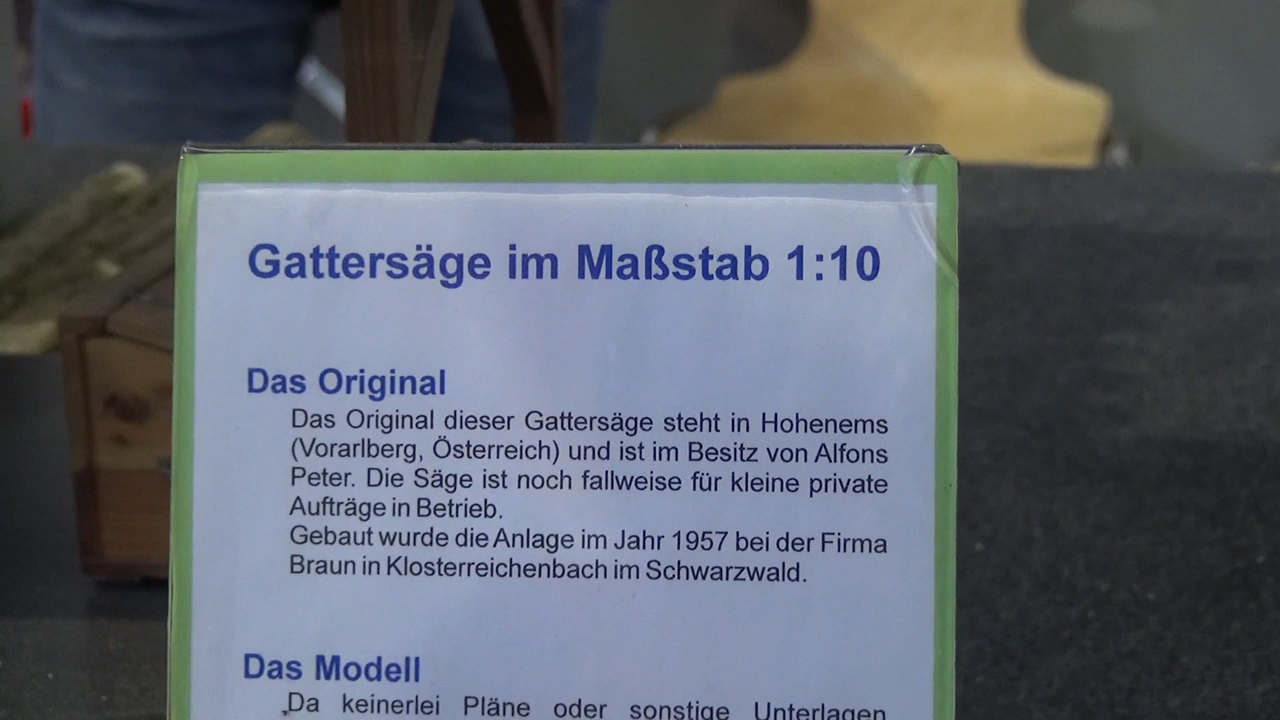 Gattersäge im Maßstab 1:10
Das Original
Das Original dieser Gattersäge steht in Hohenems
(Vorarlberg, Österreich) und ist im Besitz von Alfons
Peter. Die Säge ist noch fallweise für kleine private
Aufträge in Betrieb.
Gebaut wurde die Anlage im Jahr 1957 bei der Firma
Braun in Klosterreichenbach im Schwarzwald.
Das Modell
Da keinerlei Pläne oder sonstige Unterlagen